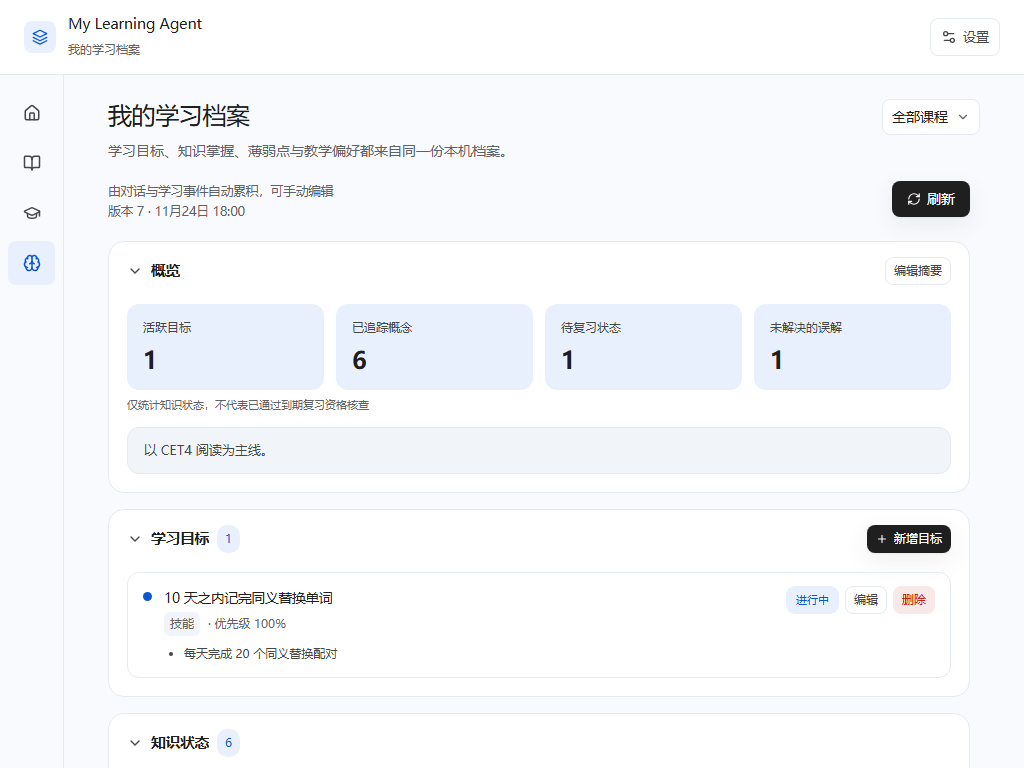 My Learning Agent
我的学习档案
设置
我的学习档案
全部课程
学习目标、知识掌握、薄弱点与教学偏好都来自同一份本机档案。
由对话与学习事件自动累积，可手动编辑
版本 7 · 11月24日 18:00
刷新
概览
编辑摘要
活跃目标
1
已追踪概念
6
待复习状态
1
未解决的误解
1
仅统计知识状态，不代表已通过到期复习资格核查
以 CET4 阅读为主线。
学习目标 1
+ 新增目标
10 天之内记完同义替换单词
进行中 编辑 删除
技能 · 优先级 100%
• 每天完成 20 个同义替换配对
知识状态 6